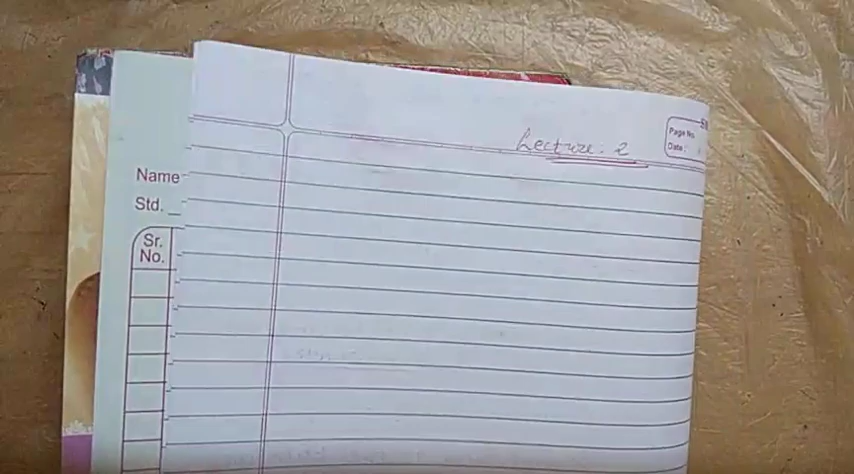 Lecture. 2
Page No.
Date :
Name
Std.
Sr.
No.